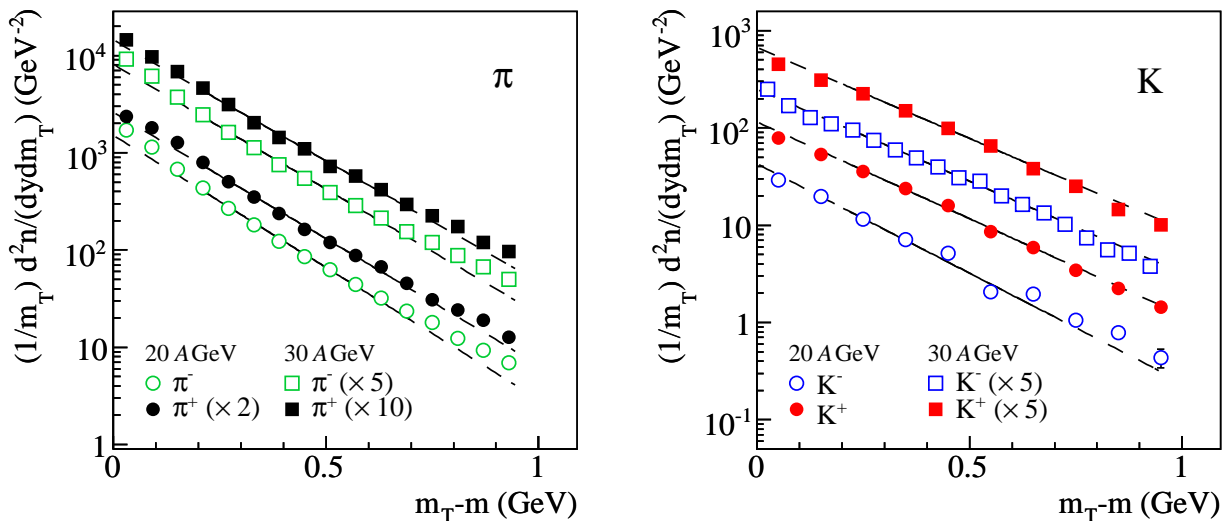 (1/m_T) d²n/(dydm_T) (GeV⁻²)
10⁴
10³
10²
10
1
π
20 A GeV 30 A GeV
π⁻ π⁻ (× 5)
π⁺ (× 2) π⁺ (× 10)
0 0.5 1
m_T-m (GeV)
(1/m_T) d²n/(dydm_T) (GeV⁻²)
10³
10²
10
1
10⁻¹
K
20 A GeV 30 A GeV
K⁻ K⁻ (× 5)
K⁺ K⁺ (× 5)
0 0.5 1
m_T-m (GeV)